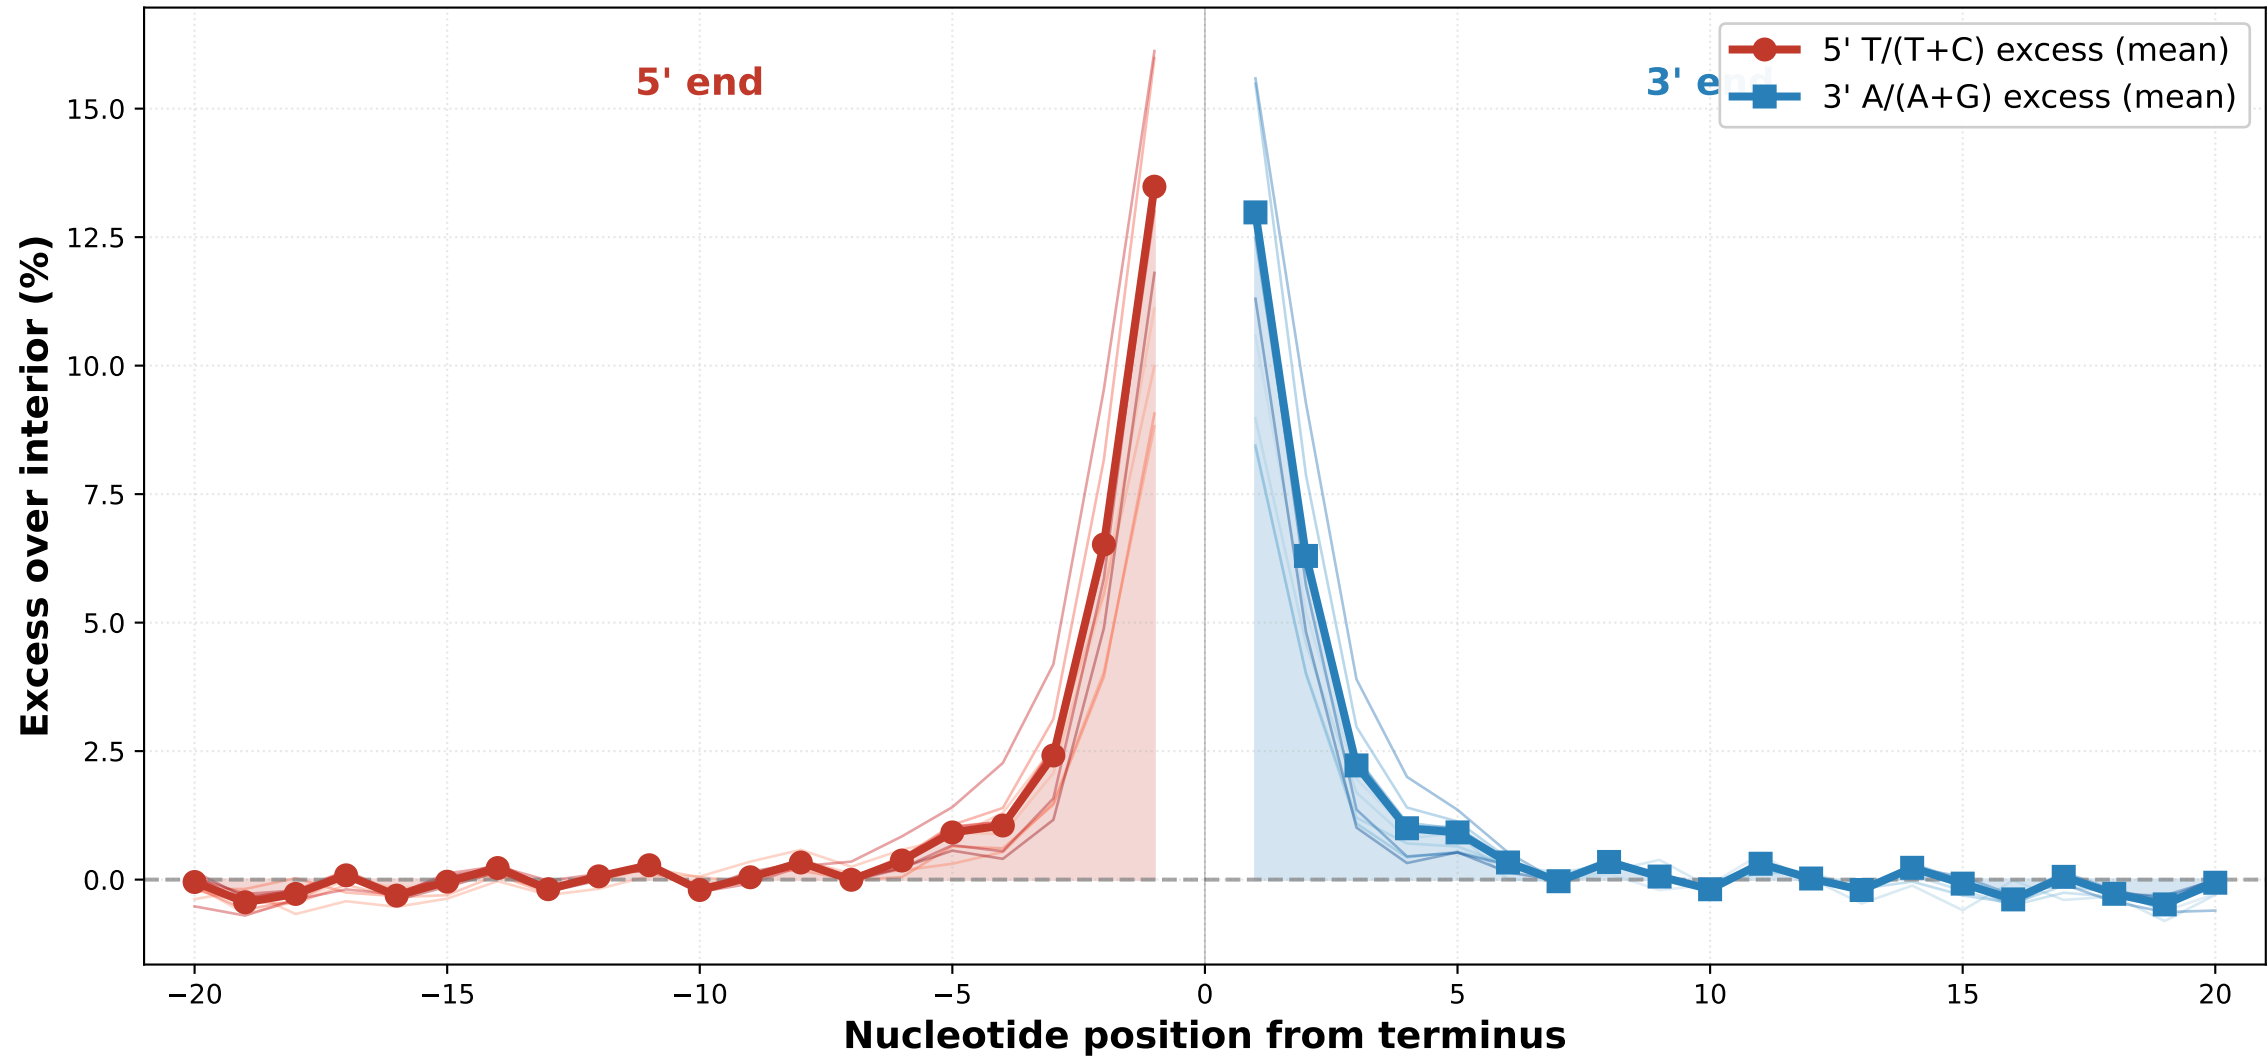 5' end
3' end
5' T/(T+C) excess (mean)
3' A/(A+G) excess (mean)
Excess over interior (%)
15.0
12.5
10.0
7.5
5.0
2.5
0.0
−20
−15
−10
−5
0
5
10
15
20
Nucleotide position from terminus